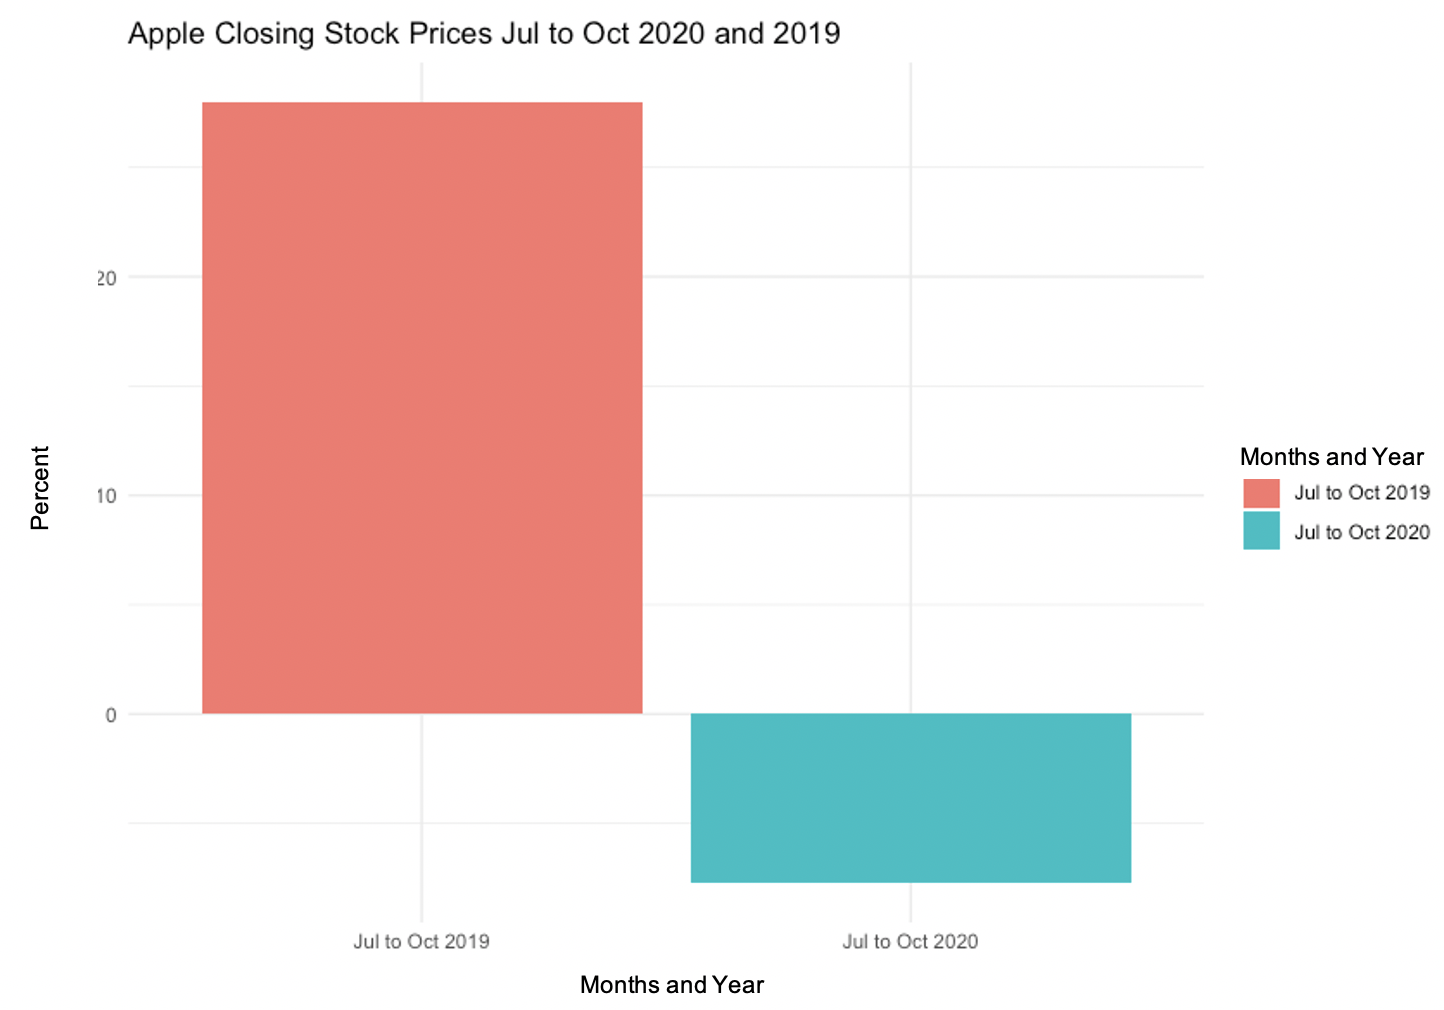 Apple Closing Stock Prices Jul to Oct 2020 and 2019
20
10
0
Percent
Jul to Oct 2019
Jul to Oct 2020
Months and Year
Months and Year
Jul to Oct 2019
Jul to Oct 2020